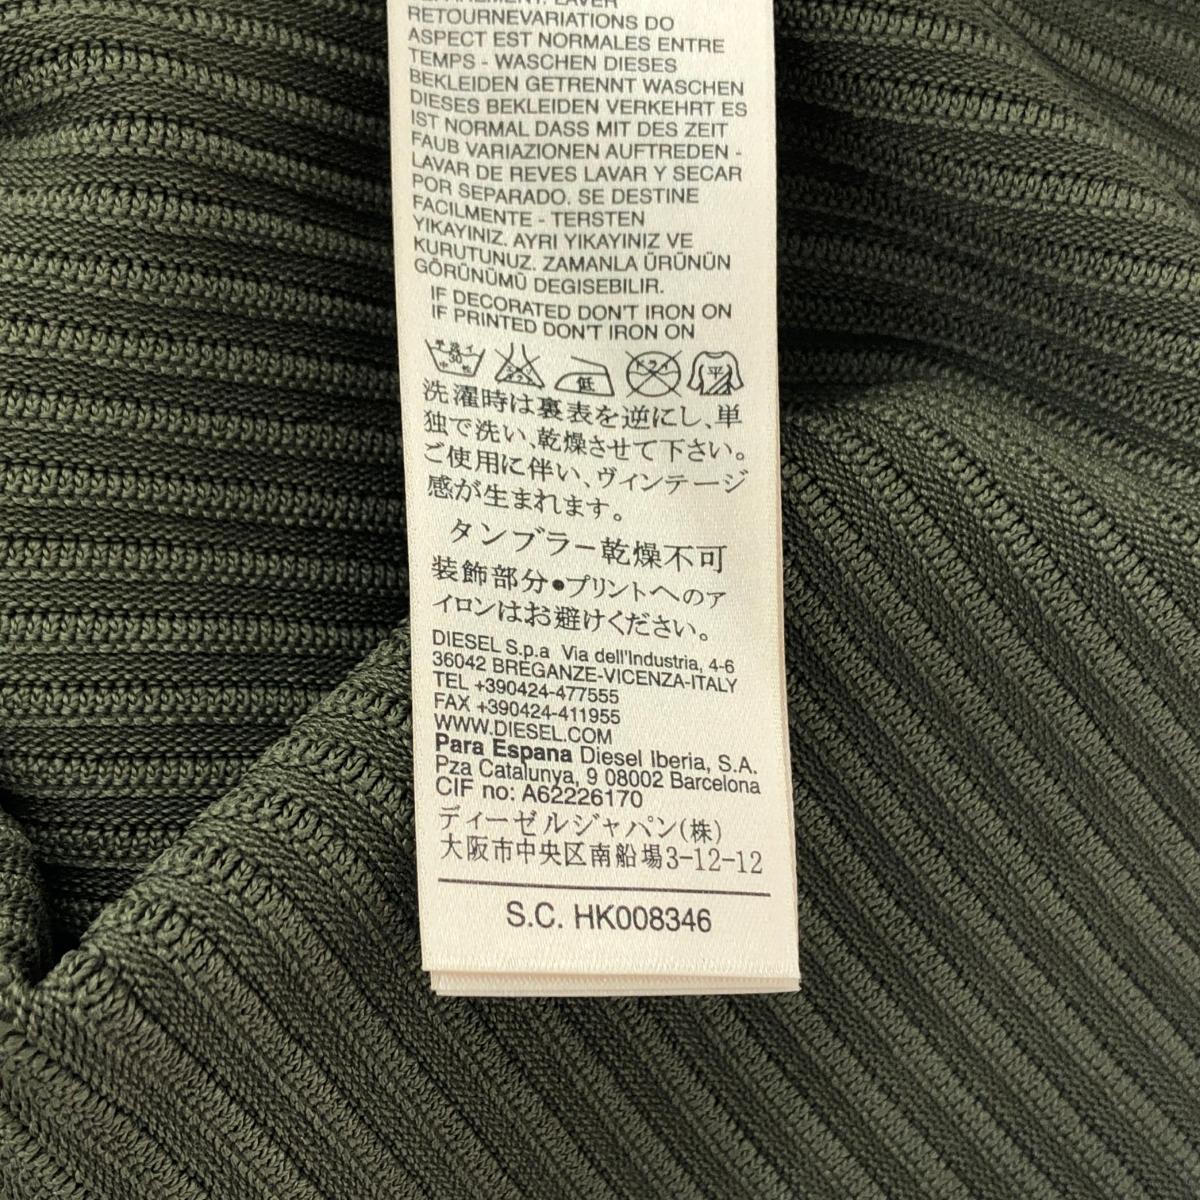 RETOURNEVARIATIONS DO
ASPECT EST NORMALES ENTRE
TEMPS - WASCHEN DIESES
BEKLEIDEN GETRENNT WASCHEN
DIESES BEKLEIDEN VERKEHRT ES
IST NORMAL DASS MIT DES ZEIT
FAUB VARIAZIONEN AUFTREDEN -
LAVAR DE REVES LAVAR Y SECAR
POR SEPARADO. SE DESTINE
FACILMENTE - TERSTEN
YIKAYINIZ. AYRI YIKAYINIZ VE
KURUTUNUZ. ZAMANLA ÜRÜNÜN
GÖRÜNÜMÜ DEGISEBILIR.
IF DECORATED DON'T IRON ON
IF PRINTED DON'T IRON ON
30 低 ドライ 平
洗濯時は裏表を逆にし、単
独で洗い、乾燥させて下さい。
ご使用に伴い、ヴィンテージ
感が生まれます。
タンブラー乾燥不可
装飾部分●プリントへのア
イロンはお避けください。
DIESEL S.p.a Via dell'Industria, 4-6
36042 BREGANZE-VICENZA-ITALY
TEL +390424-477555
FAX +390424-411955
WWW.DIESEL.COM
Para Espana Diesel Iberia, S.A.
Pza Catalunya, 9 08002 Barcelona
CIF no: A62226170
ディーゼルジャパン(株)
大阪市中央区南船場3-12-12
S.C. HK008346